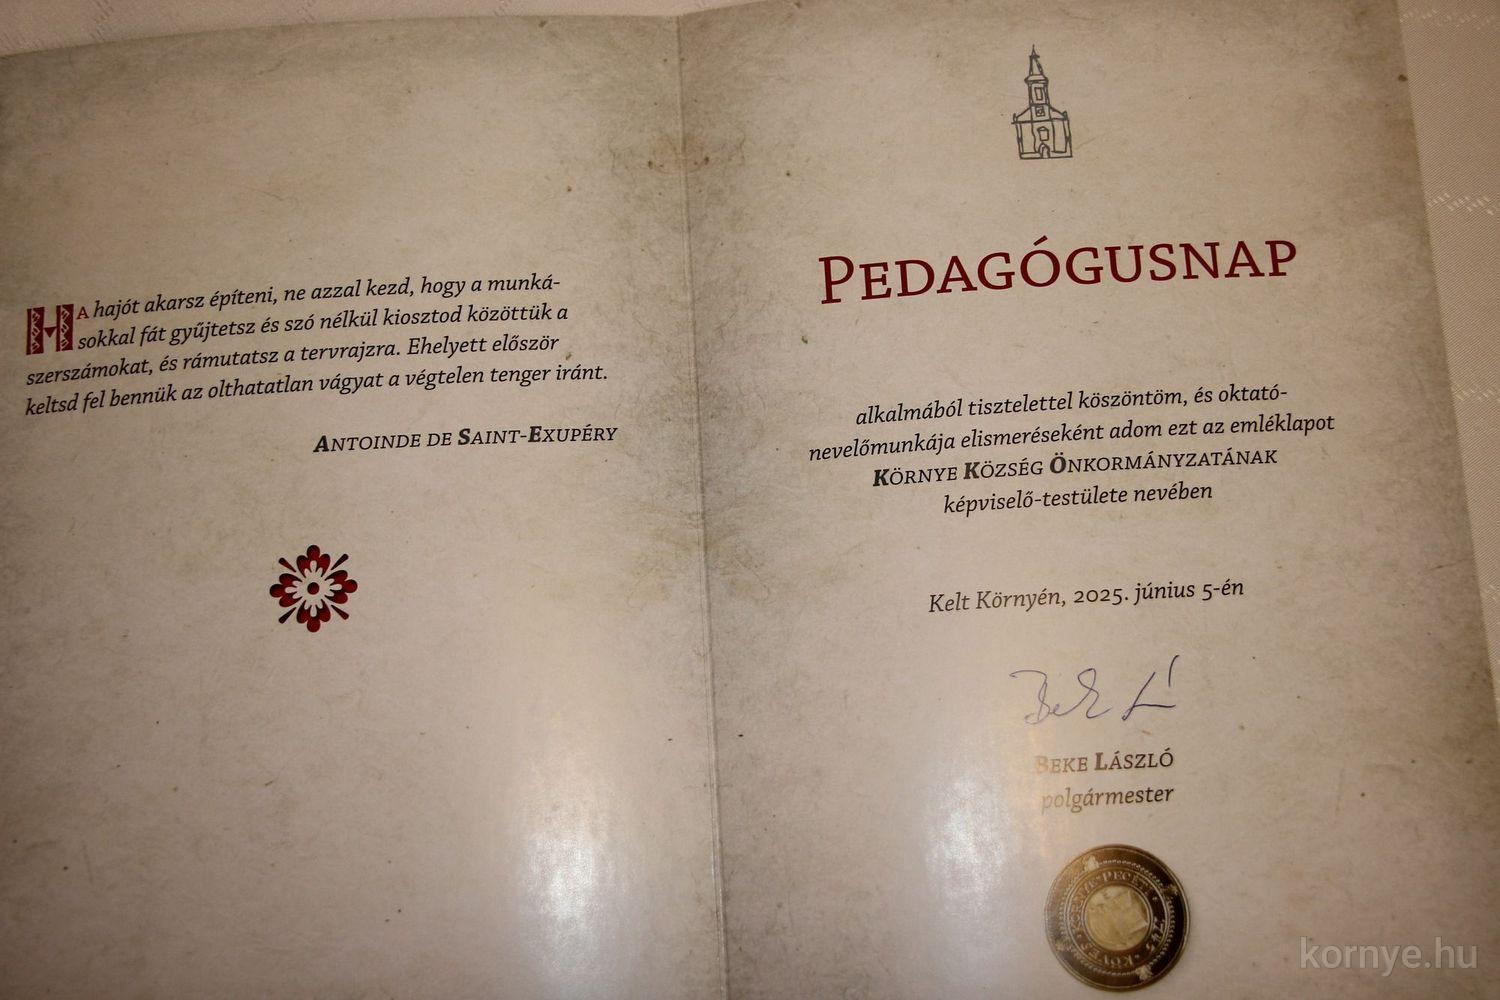 HA hajót akarsz építeni, ne azzal kezd, hogy a munká-
sokkal fát gyűjtetsz és szó nélkül kiosztod közöttük a
szerszámokat, és rámutatsz a tervrajzra. Ehelyett először
keltsd fel bennük az olthatatlan vágyat a végtelen tenger iránt.
ANTOINDE DE SAINT-EXUPÉRY
PEDAGÓGUSNAP
alkalmából tisztelettel köszöntöm, és oktató-
nevelőmunkája elismeréseként adom ezt az emléklapot
KÖRNYE KÖZSÉG ÖNKORMÁNYZATÁNAK
képviselő-testülete nevében
Kelt Környén, 2025. június 5-én
BEKE LÁSZLÓ
polgármester
kornye.hu